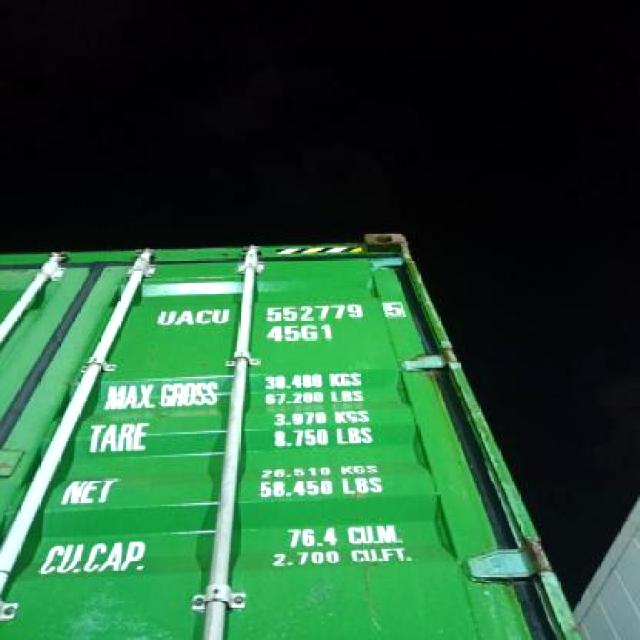 UACU 552779 5
45G1
MAX. GROSS 30.480 KGS
67.200 LBS
TARE 3.970 KGS
8.750 LBS
NET 26.510 KGS
58.450 LBS
CU.CAP. 76.4 CU.M.
2.700 CU.FT.